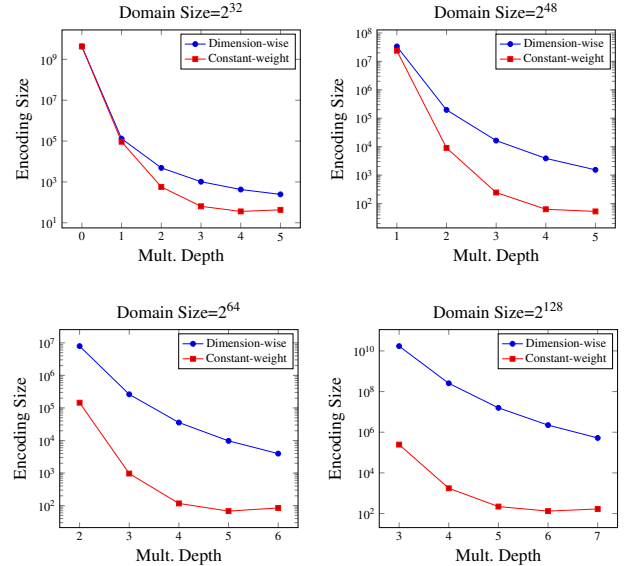 Domain Size=2^32
Dimension-wise
Constant-weight
10^9
10^5
10^3
10^1
Encoding Size
0 1 2 3 4 5
Mult. Depth
Domain Size=2^48
Dimension-wise
Constant-weight
10^8
10^7
10^6
10^5
10^4
10^3
10^2
Encoding Size
1 2 3 4 5
Mult. Depth
Domain Size=2^64
Dimension-wise
Constant-weight
10^7
10^6
10^5
10^4
10^3
10^2
Encoding Size
2 3 4 5 6
Mult. Depth
Domain Size=2^128
Dimension-wise
Constant-weight
10^10
10^8
10^6
10^4
10^2
Encoding Size
3 4 5 6 7
Mult. Depth